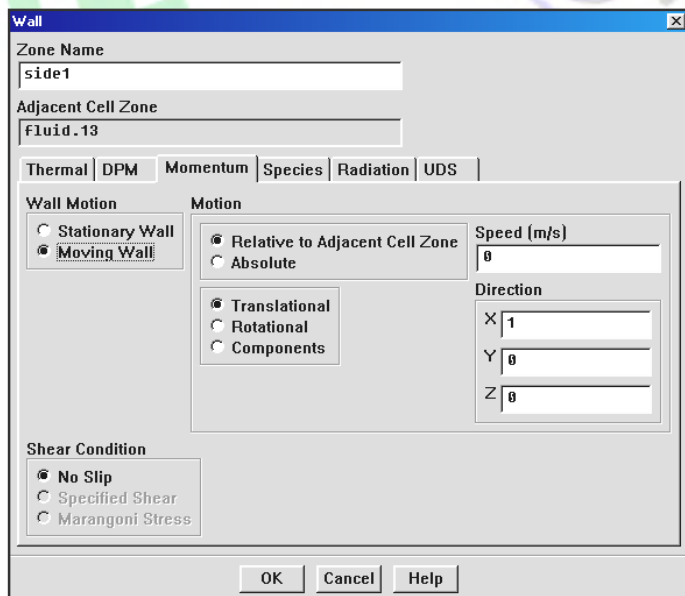 Wall
Zone Name
side1
Adjacent Cell Zone
fluid.13
Thermal DPM Momentum Species Radiation UDS
Wall Motion
Stationary Wall
Moving Wall
Motion
Relative to Adjacent Cell Zone
Absolute
Translational
Rotational
Components
Speed (m/s)
0
Direction
X 1
Y 0
Z 0
Shear Condition
No Slip
Specified Shear
Marangoni Stress
OK Cancel Help